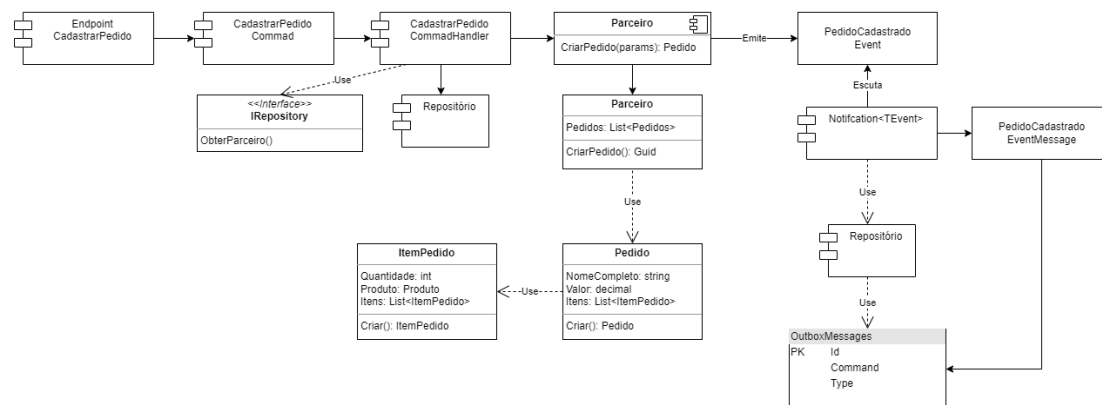 Endpoint
CadastrarPedido
CadastrarPedido
Commad
CadastrarPedido
CommadHandler
Parceiro
CriarPedido(params): Pedido
Emite
PedidoCadastrado
Event
Use
Escuta
<<Interface>>
IRepository
ObterParceiro()
Repositório
Parceiro
Pedidos: List<Pedidos>
CriarPedido(): Guid
Notifcation<TEvent>
PedidoCadastrado
EventMessage
Use
Use
Repositório
ItemPedido
Quantidade: int
Produto: Produto
Itens: List<ItemPedido>
Criar(): ItemPedido
Use
Pedido
NomeCompleto: string
Valor: decimal
Itens: List<ItemPedido>
Criar(): Pedido
Use
OutboxMessages
PK Id
Command
Type